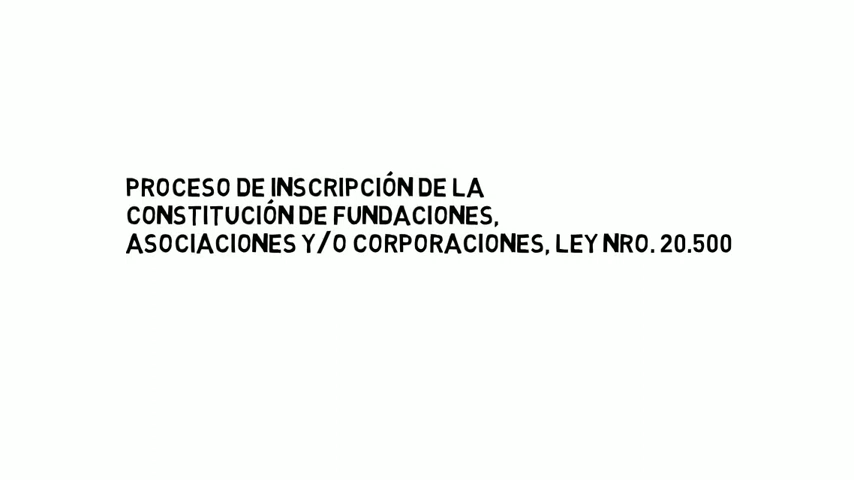 PROCESO DE INSCRIPCIÓN DE LA
CONSTITUCIÓN DE FUNDACIONES,
ASOCIACIONES Y/O CORPORACIONES, LEY NRO. 20.500